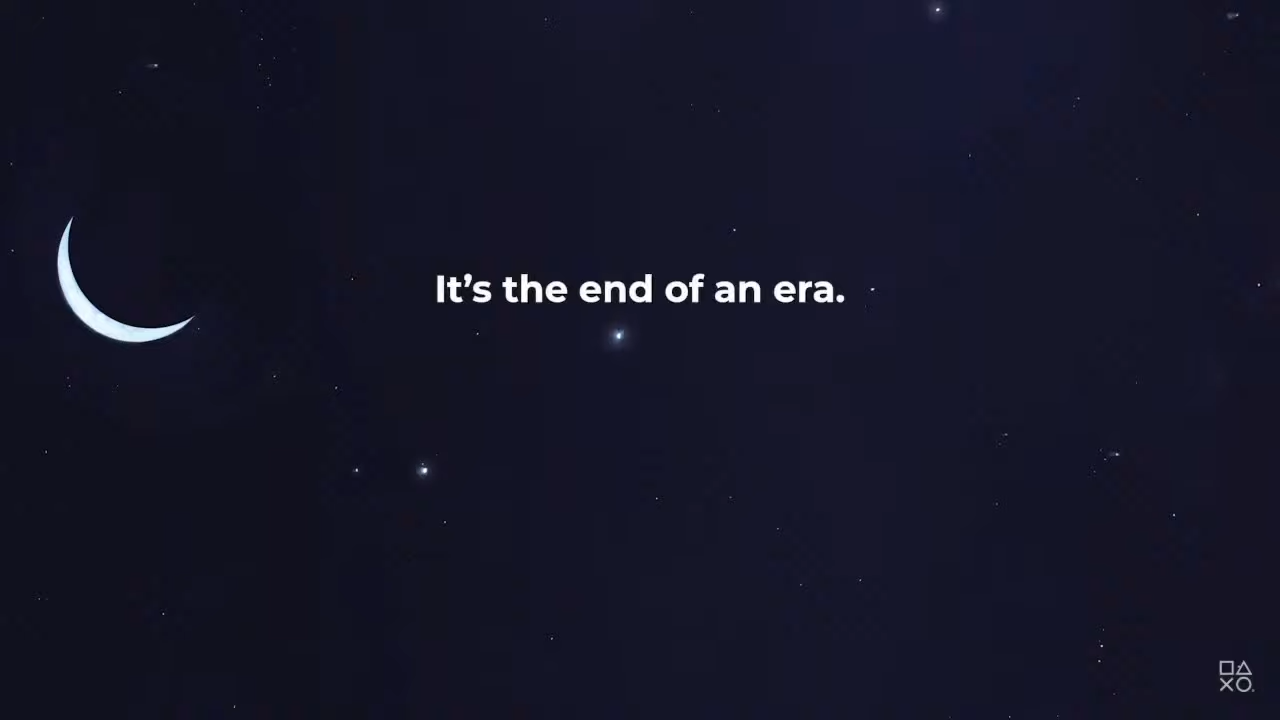 It’s the end of an era.